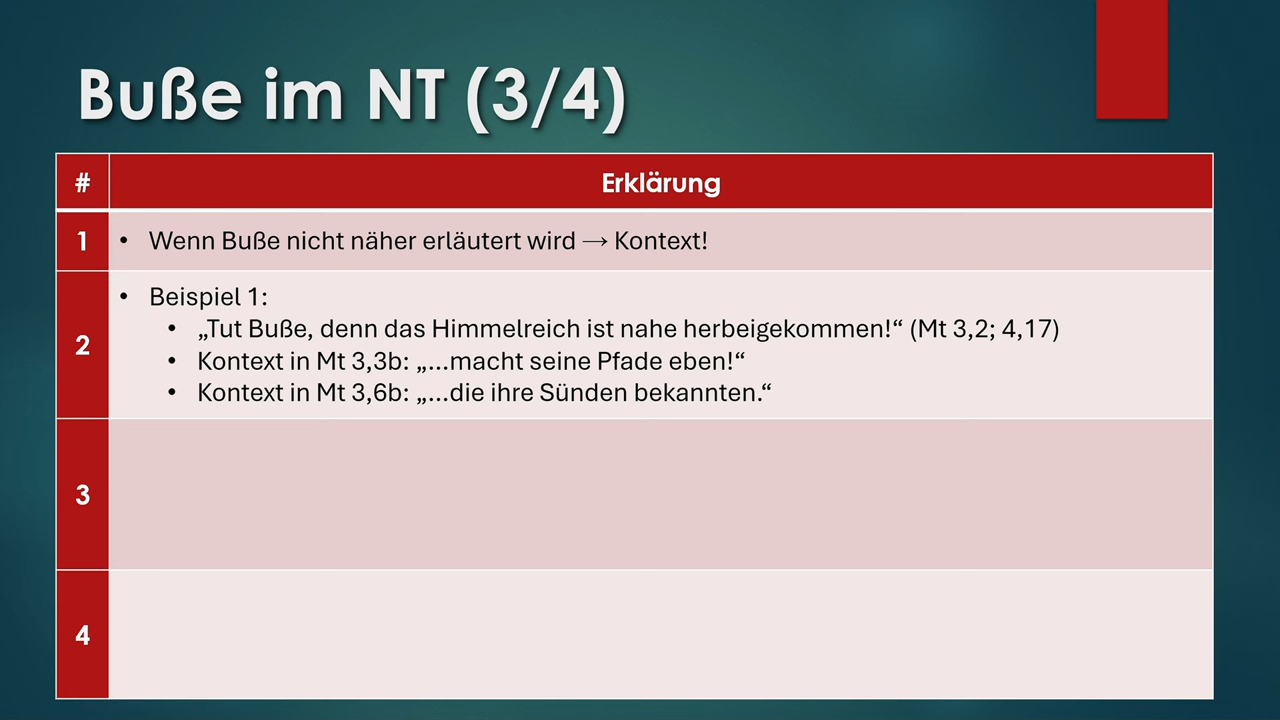 Buße im NT (3/4)
# Erklärung
1 • Wenn Buße nicht näher erläutert wird → Kontext!
2 • Beispiel 1:
• „Tut Buße, denn das Himmelreich ist nahe herbeigekommen!“ (Mt 3,2; 4,17)
• Kontext in Mt 3,3b: „…macht seine Pfade eben!“
• Kontext in Mt 3,6b: „…die ihre Sünden bekannten.“
3
4